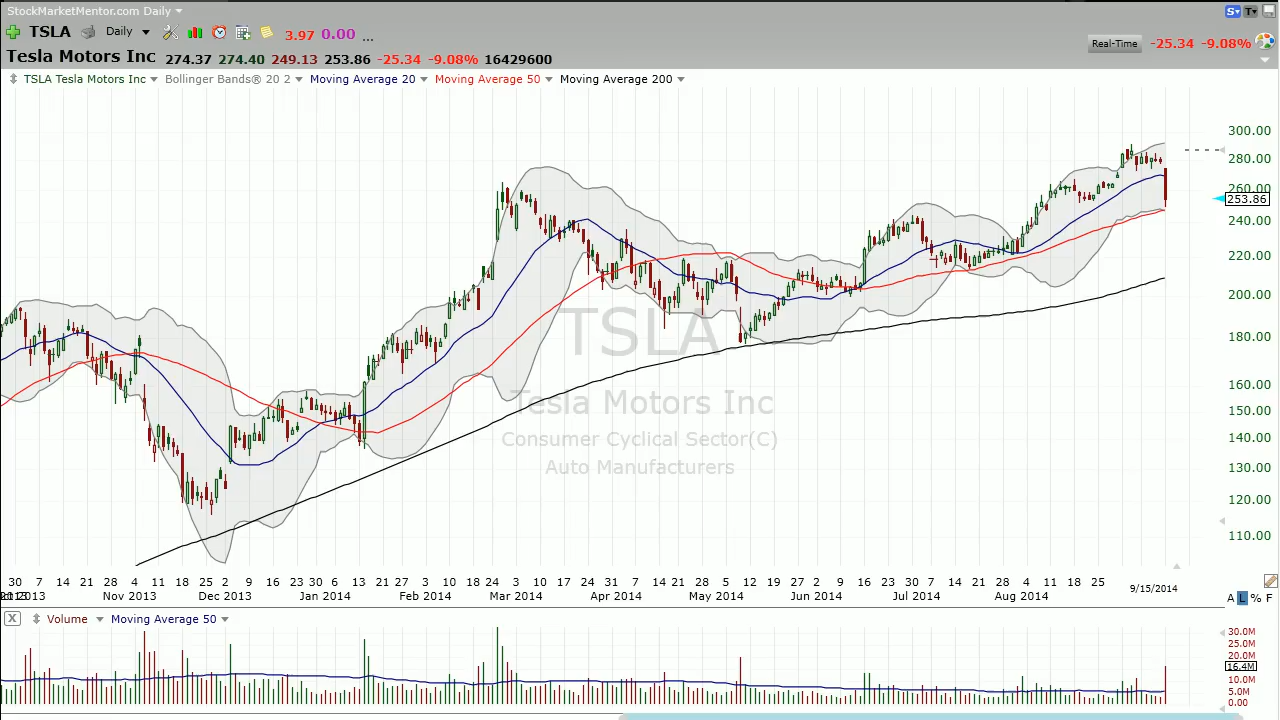 StockMarketMentor.com Daily
S T
TSLA Daily 3.97 0.00 ...
Real-Time -25.34 -9.08%
Tesla Motors Inc 274.37 274.40 249.13 253.86 -25.34 -9.08% 16429600
TSLA Tesla Motors Inc Bollinger Bands® 20 2 Moving Average 20 Moving Average 50 Moving Average 200
300.00
280.00
260.00
253.86
240.00
220.00
200.00
180.00
160.00
150.00
140.00
130.00
120.00
110.00
TSLA
Tesla Motors Inc
Consumer Cyclical Sector(C)
Auto Manufacturers
30 7 14 21 28 4 11 18 25 2 9 16 23 30 6 13 21 27 3 10 18 24 3 10 17 24 31 7 14 21 28 5 12 19 27 2 9 16 23 30 7 14 21 28 4 11 18 25 9/15/2014
2013 Nov 2013 Dec 2013 Jan 2014 Feb 2014 Mar 2014 Apr 2014 May 2014 Jun 2014 Jul 2014 Aug 2014
A L % F
X Volume Moving Average 50
30.0M
25.0M
20.0M
16.4M
10.0M
5.0M
0.00